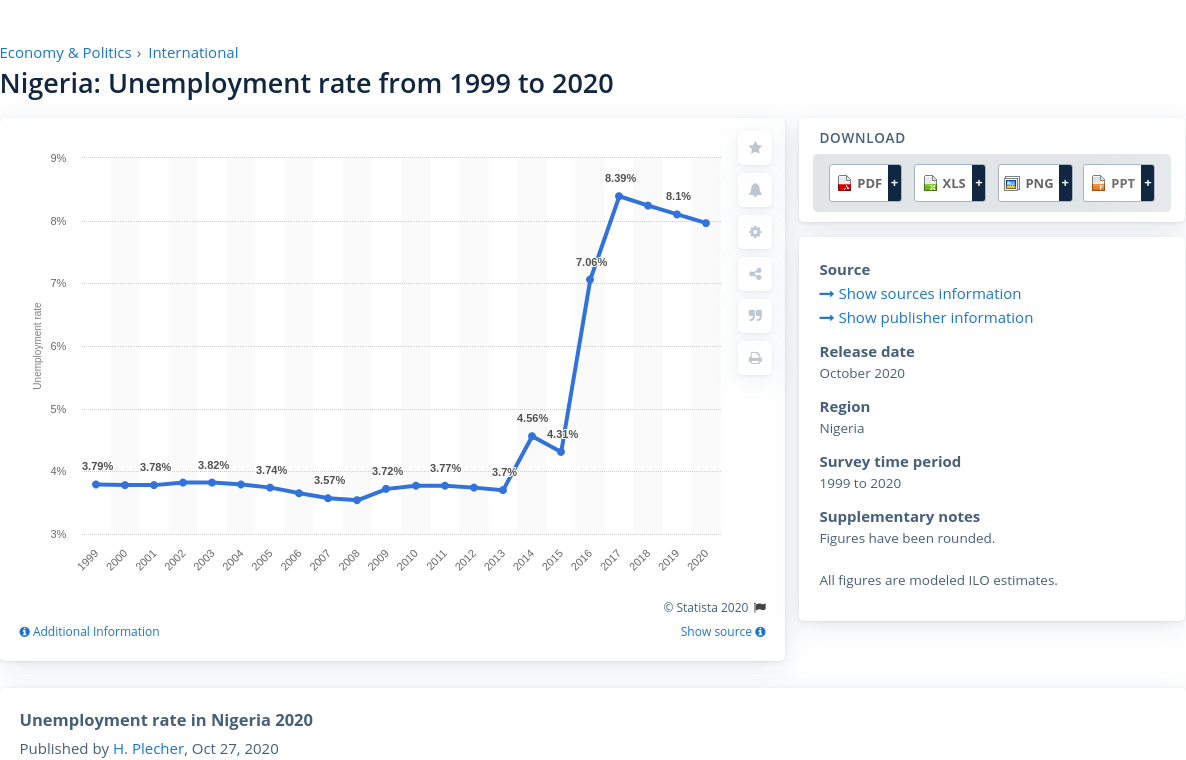 Economy & Politics › International
Nigeria: Unemployment rate from 1999 to 2020
9%
8%
7%
6%
5%
4%
3%
Unemployment rate
3.79%
3.78%
3.82%
3.74%
3.57%
3.72%
3.77%
3.7%
4.56%
4.31%
7.06%
8.39%
8.1%
1999
2000
2001
2002
2003
2004
2005
2006
2007
2008
2009
2010
2011
2012
2013
2014
2015
2016
2017
2018
2019
2020
© Statista 2020
Additional Information
Show source
DOWNLOAD
PDF +
XLS +
PNG +
PPT +
Source
Show sources information
Show publisher information
Release date
October 2020
Region
Nigeria
Survey time period
1999 to 2020
Supplementary notes
Figures have been rounded.
All figures are modeled ILO estimates.
Unemployment rate in Nigeria 2020
Published by H. Plecher, Oct 27, 2020